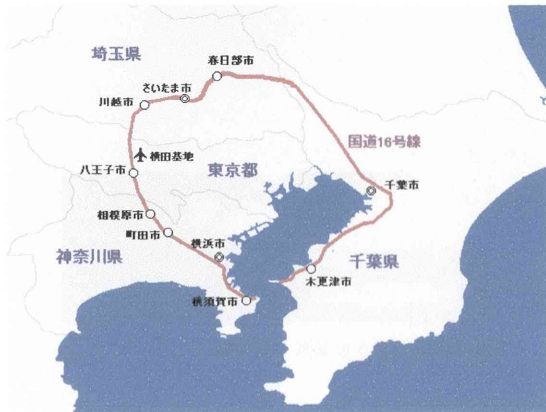 埼玉県
春日部市
さいたま市
川越市
国道16号線
横田基地
八王子市
東京都
千葉市
相模原市
町田市
横浜市
神奈川県
千葉県
木更津市
横須賀市